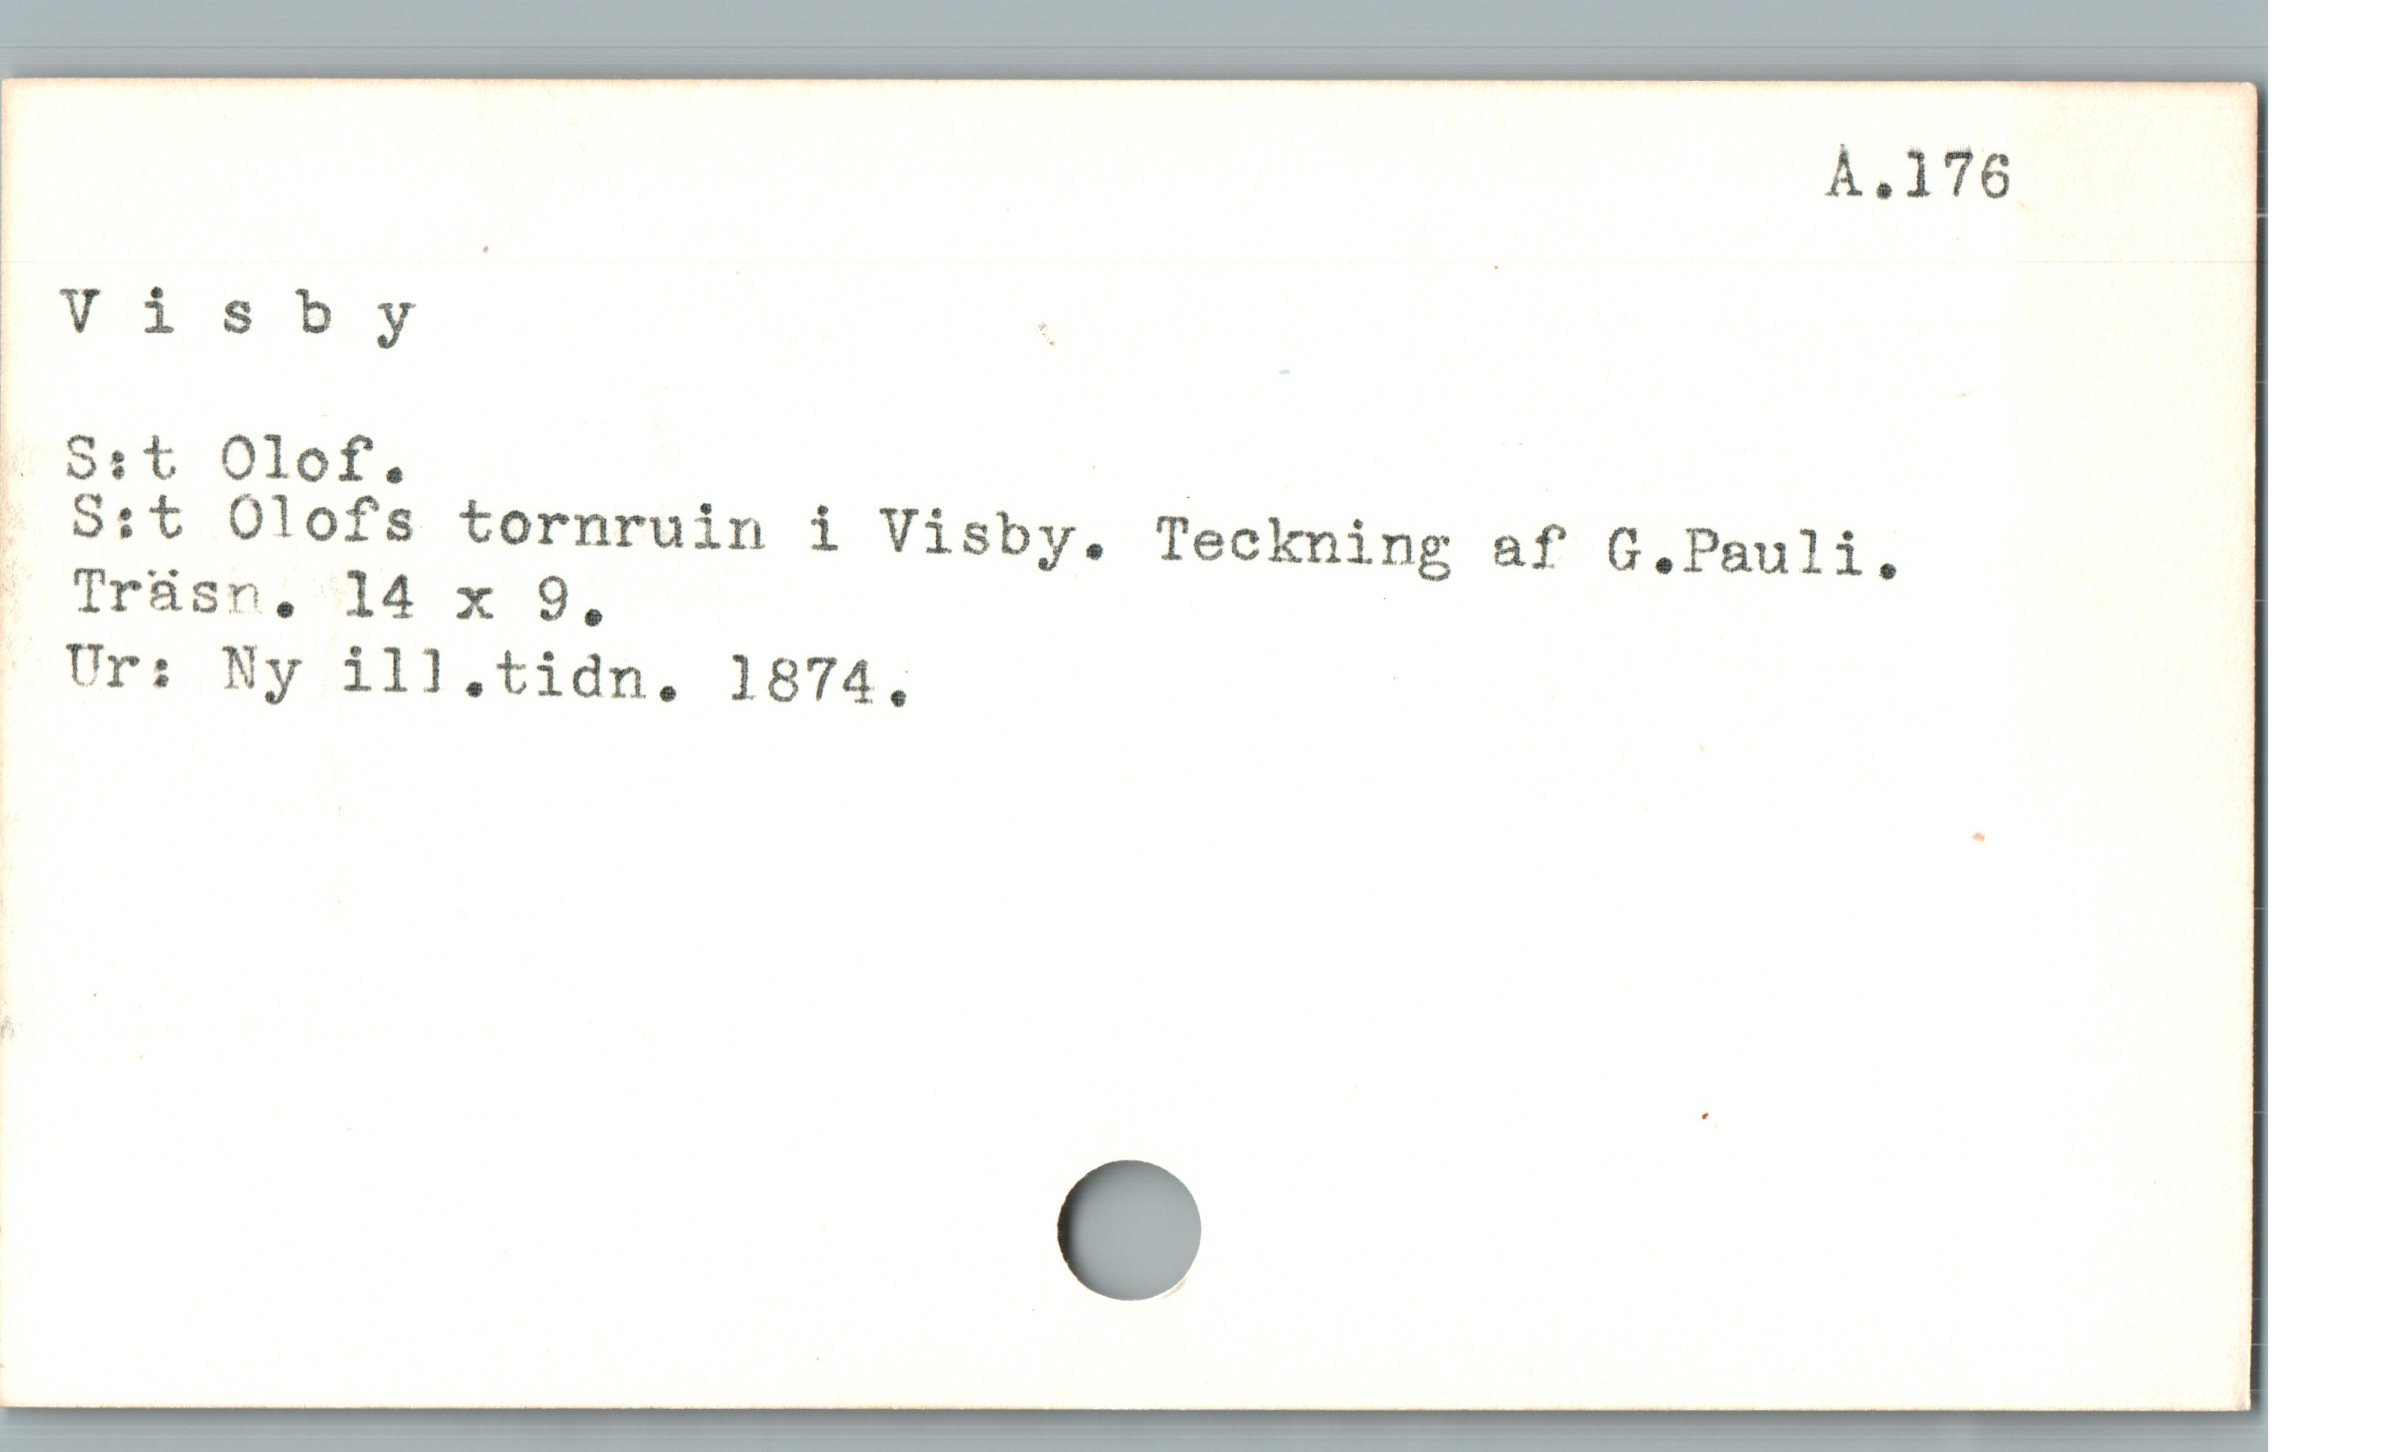 A.176
V i s b y
S:t Olof.
S:t Olofs tornruin i Visby. Teckning af G.Pauli.
Träsn. 14 x 9.
Ur: Ny ill.tidn. 1874.